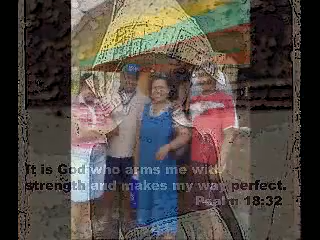 It is God who arms me with
strength and makes my way perfect.
Psalm 18:32